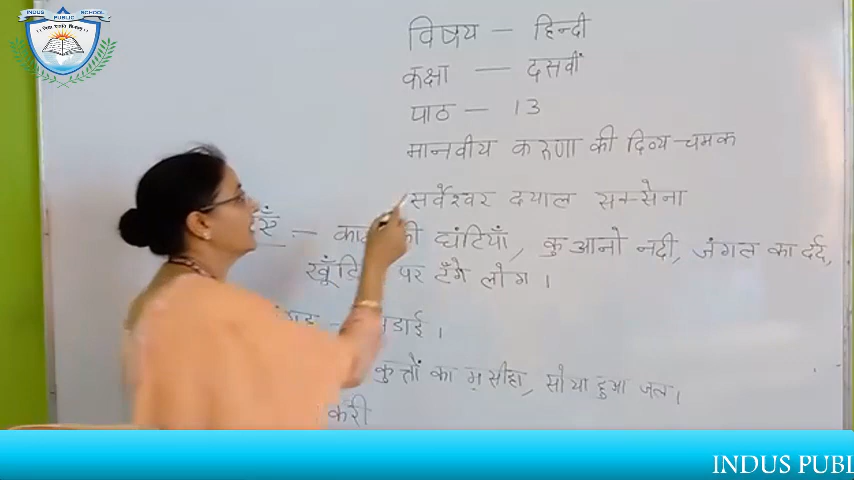 INDUS PUBLIC SCHOOL
विषय — हिन्दी
कक्षा — दसवीं
पाठ — 13
मानवीय करुणा की दिव्य-चमक
सर्वेश्वर दयाल सक्सेना
— की घंटियाँ, कुआनो नदी, जंगल का दर्द,
पर टँगे लोग ।
कुत्तों का मसीहा, सोया हुआ जल ।
INDUS PUBL